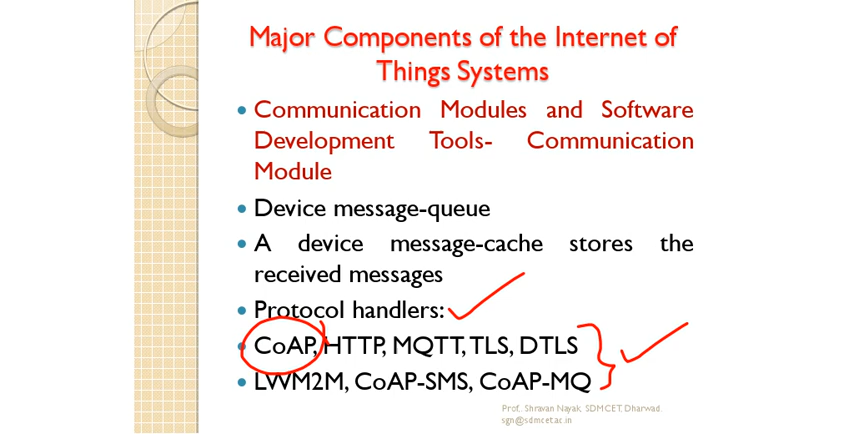 Major Components of the Internet of
Things Systems
Communication Modules and Software
Development Tools- Communication
Module
Device message-queue
A device message-cache stores the
received messages
Protocol handlers:
CoAP, HTTP, MQTT, TLS, DTLS
LWM2M, CoAP-SMS, CoAP-MQ
Prof. Shravan Nayak, SDMCET, Dharwad
sgn@sdmcet.ac.in